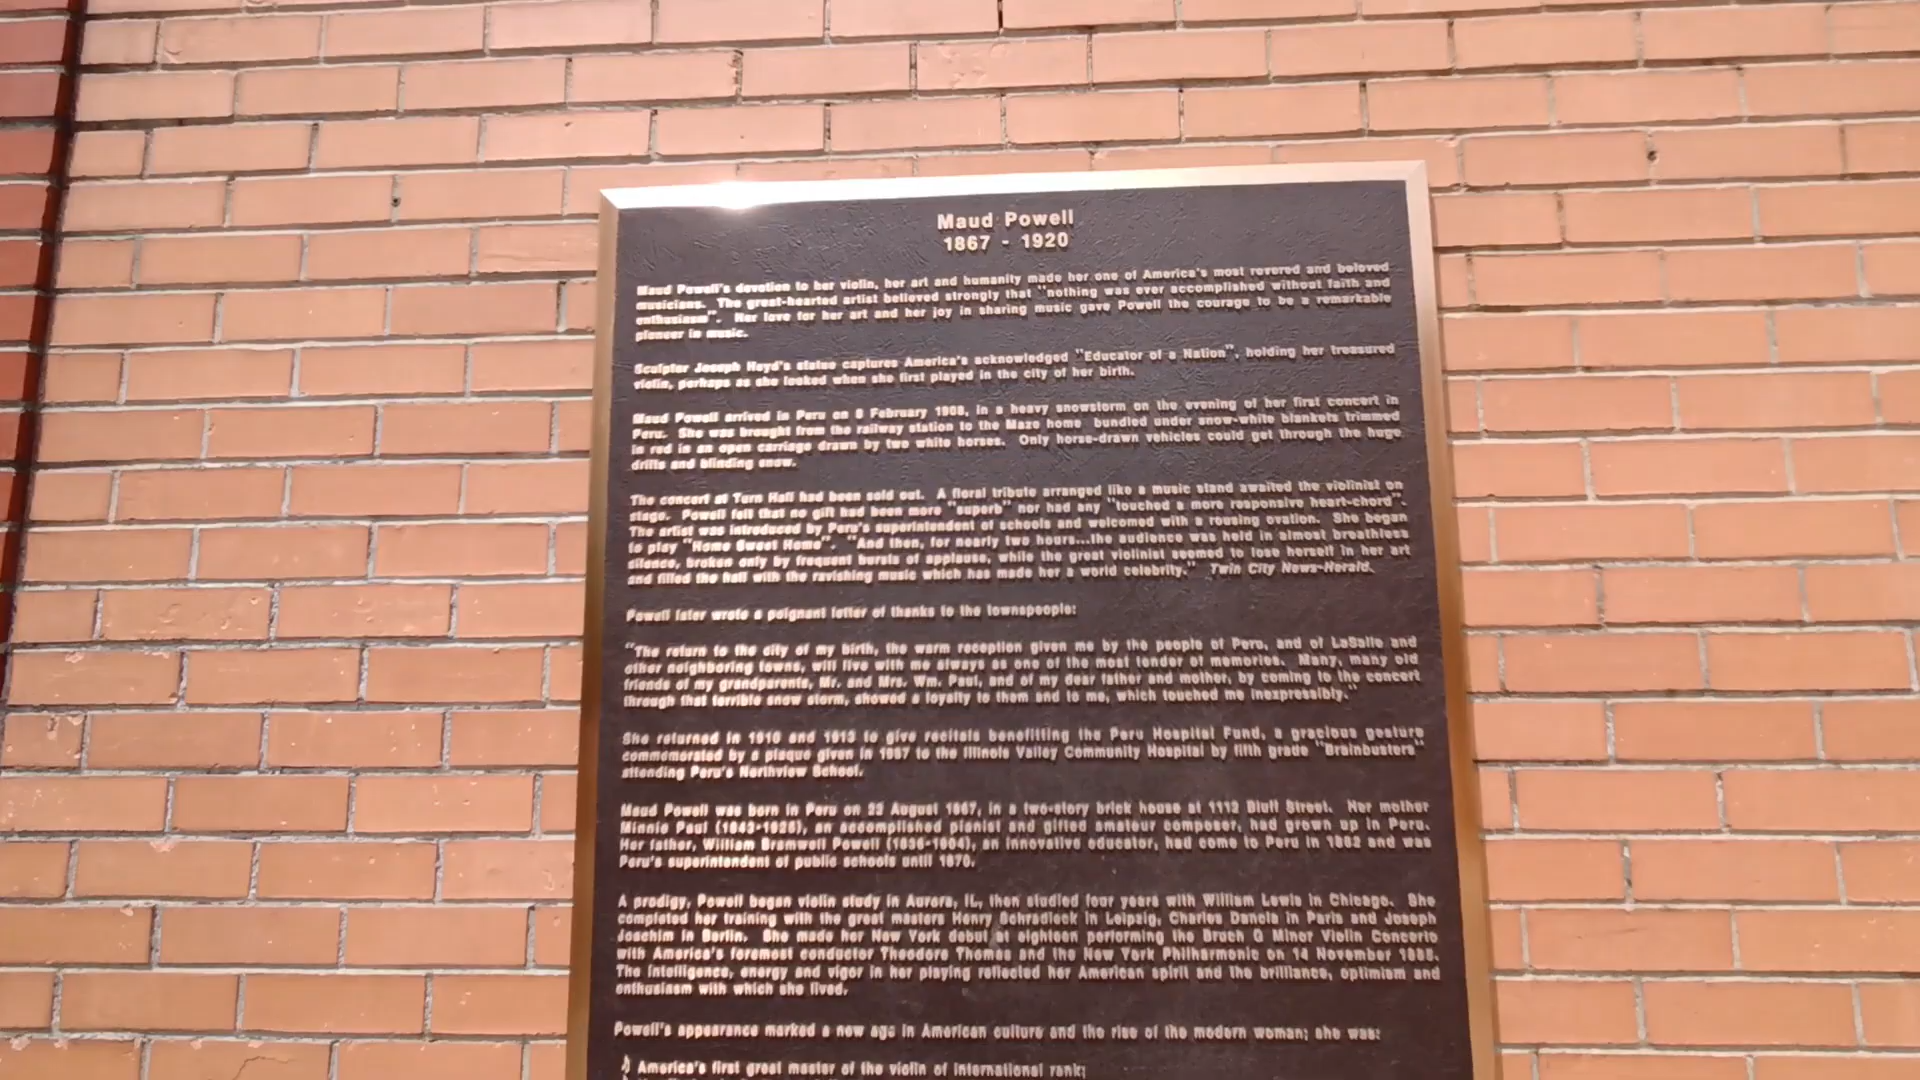 Maud Powell
1867 - 1920
Maud Powell's devotion to her violin, her art and humanity made her one of America's most revered and beloved
musicians. The great-hearted artist believed strongly that "nothing was ever accomplished without faith and
enthusiasm". Her love for her art and her joy in sharing music gave Powell the courage to be a remarkable
pioneer in music.
Sculptor Joseph Heyd's statue captures America's acknowledged "Educator of a Nation", holding her treasured
violin, perhaps as she looked when she first played in the city of her birth.
Maud Powell arrived in Peru on February 1908, in a heavy snowstorm on the evening of her first concert in
Peru. She was brought from the railway station to the Maze home bundled under snow-white blankets trimmed
in red in an open carriage drawn by two white horses. Only horse-drawn vehicles could get through the huge
drifts and blinding snow.
The concert at Turn Hall had been sold out. A floral tribute arranged like a music stand awaited the violinist on
stage. Powell felt that no gift had been more "superb" nor had any "touched a more responsive heart-chord".
The artist was introduced by Peru's superintendent of schools and welcomed with a rousing ovation. She began
to play "Home Sweet Home". "And then, for nearly two hours...the audience was held in almost breathless
silence, broken only by frequent bursts of applause, while the great violinist seemed to lose herself in her art
and filled the hall with the ravishing music which has made her a world celebrity." Twin City News-Herald.
Powell later wrote a poignant letter of thanks to the townspeople:
"The return to the city of my birth, the warm reception given me by the people of Peru, and of LaSalle and
other neighboring towns, will live with me always as one of the most tender of memories. Many, many old
friends of my grandparents, Mr. and Mrs. Wm. Paul, and of my dear father and mother, by coming to the concert
through that terrible snow storm, showed a loyalty to them and to me, which touched me inexpressibly."
She returned in 1910 and 1913 to give recitals benefitting the Peru Hospital Fund, a gracious gesture
commemorated by a plaque given in 1987 to the Illinois Valley Community Hospital by fifth grade "Brainbusters"
attending Peru's Northview School.
Maud Powell was born in Peru on 22 August 1867, in a two-story brick house at 1112 Bluff Street. Her mother
Minnie Paul (1843-1925), an accomplished pianist and gifted amateur composer, had grown up in Peru.
Her father, William Bramwell Powell (1836-1904), an innovative educator, had come to Peru in 1862 and was
Peru's superintendent of public schools until 1870.
A prodigy, Powell began violin study in Aurora, IL, then studied four years with William Lewis in Chicago. She
completed her training with the great masters Henry Schradieck in Leipzig, Charles Dancla in Paris and Joseph
Joachim in Berlin. She made her New York debut at eighteen performing the Bruch G Minor Violin Concerto
with America's foremost conductor Theodore Thomas and the New York Philharmonic on 14 November 1885.
The intelligence, energy and vigor in her playing reflected her American spirit and the brilliance, optimism and
enthusiasm with which she lived.
Powell's appearance marked a new age in American culture and the rise of the modern woman; she was:
♪ America's first great master of the violin of international rank;